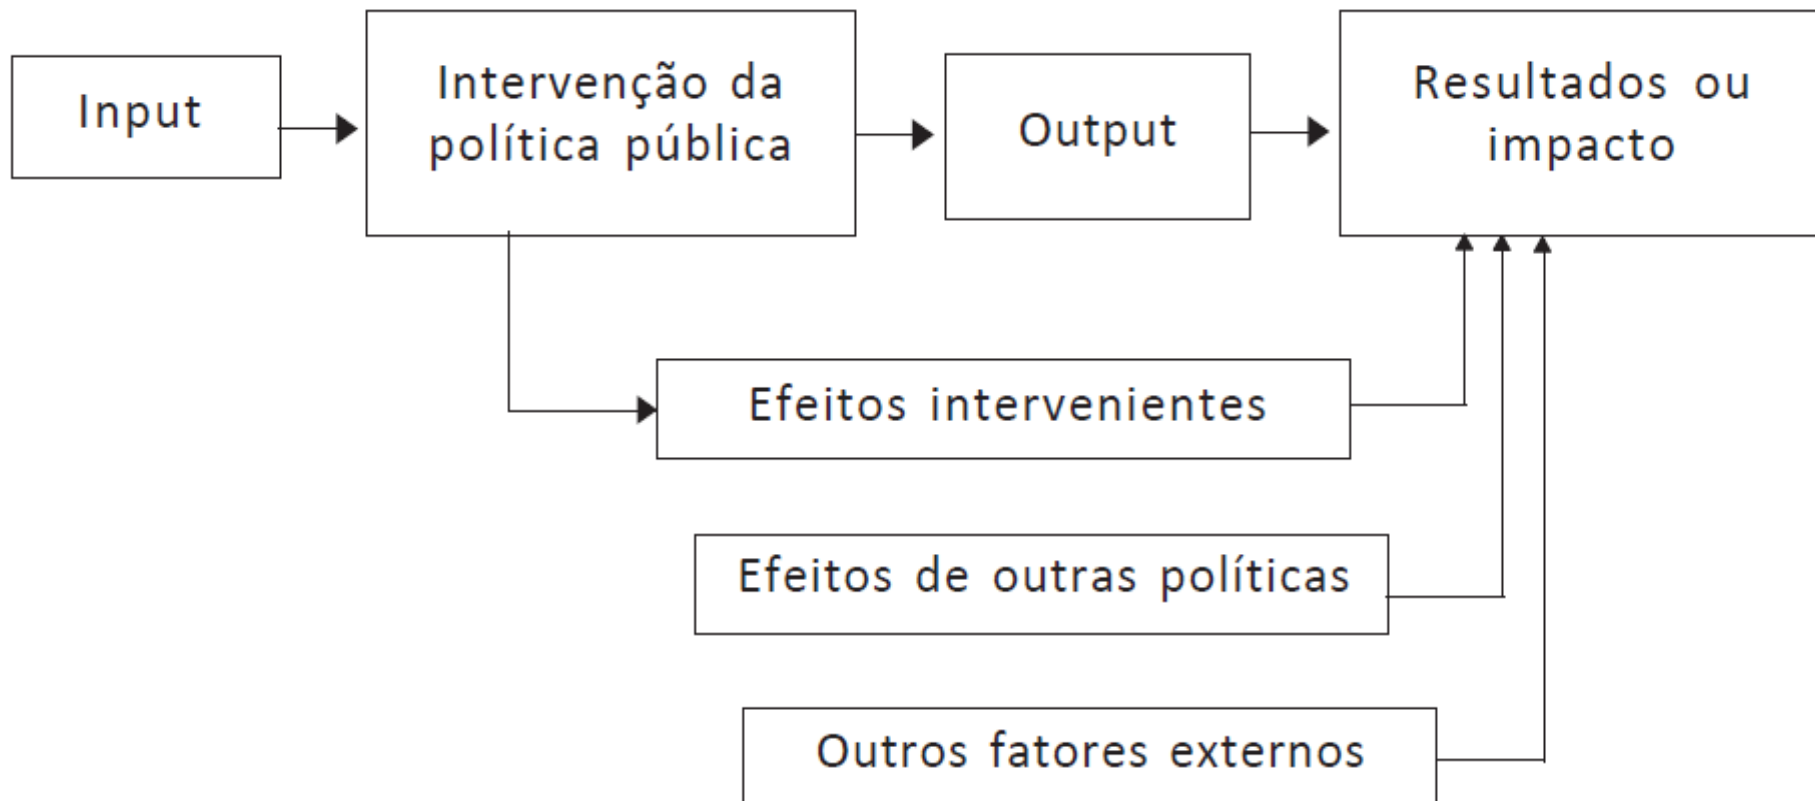 Input
Intervenção da
política pública
Output
Resultados ou
impacto
Efeitos intervenientes
Efeitos de outras políticas
Outros fatores externos